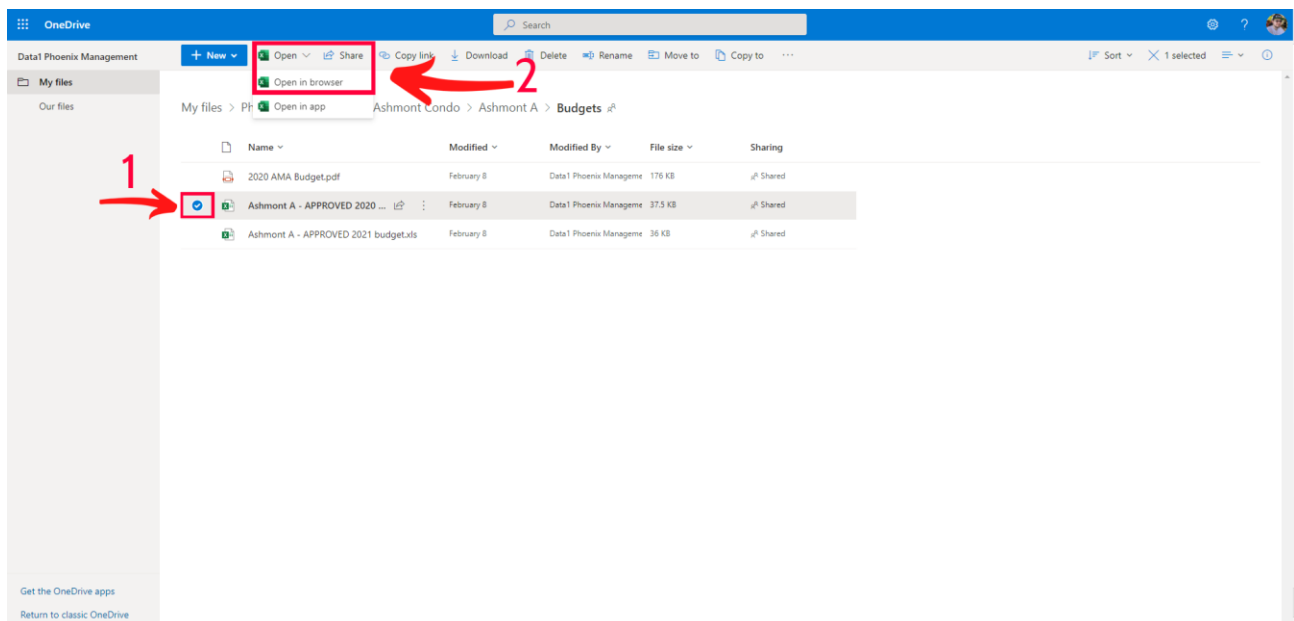 OneDrive
Search
?
Data1 Phoenix Management
+ New
Open
Share
Copy link
Download
Delete
Rename
Move to
Copy to
...
Sort
1 selected
My files
Our files
Open in browser
Open in app
2
My files > Ashmont Condo > Ashmont A > Budgets
Name Modified Modified By File size Sharing
2020 AMA Budget.pdf February 8 Data1 Phoenix Manageme 176 KB Shared
1
Ashmont A - APPROVED 2020 ... February 8 Data1 Phoenix Manageme 37.5 KB Shared
Ashmont A - APPROVED 2021 budget.xls February 8 Data1 Phoenix Manageme 36 KB Shared
Get the OneDrive apps
Return to classic OneDrive